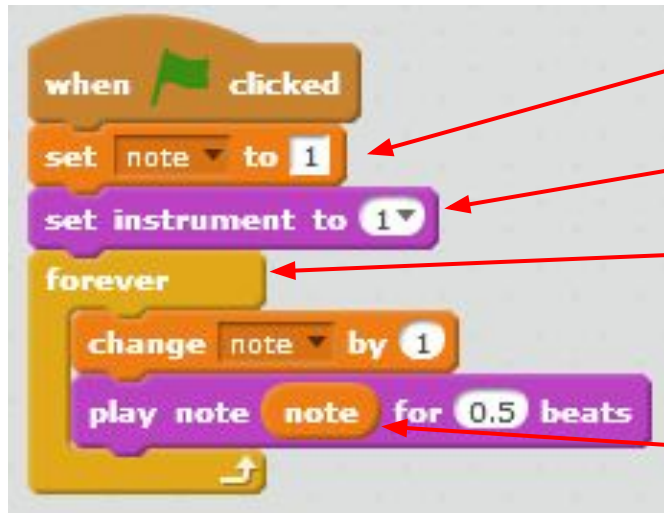 when clicked
set note to 1
set instrument to 1
forever
change note by 1
play note note for 0.5 beats